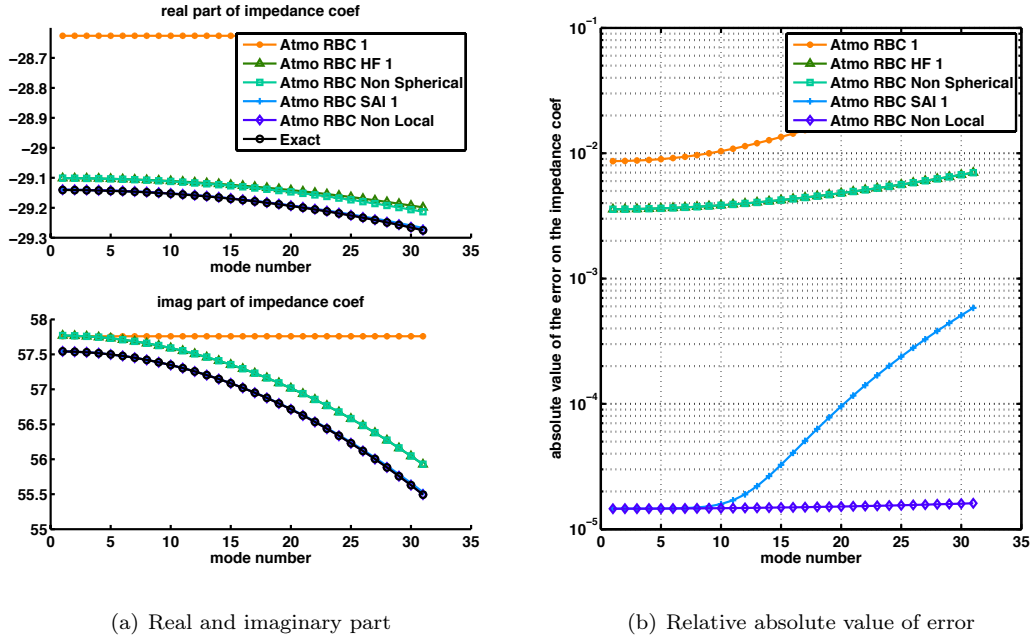 real part of impedance coef
−28.7
−28.8
−28.9
−29
−29.1
−29.2
−29.3
0 5 10 15 20 25 30 35
mode number
Atmo RBC 1
Atmo RBC HF 1
Atmo RBC Non Spherical
Atmo RBC SAI 1
Atmo RBC Non Local
Exact
imag part of impedance coef
58
57.5
57
56.5
56
55.5
55
0 5 10 15 20 25 30 35
mode number
(a) Real and imaginary part
absolute value of the error on the impedance coef
10⁻¹
10⁻²
10⁻³
10⁻⁴
10⁻⁵
0 5 10 15 20 25 30 35
mode number
Atmo RBC 1
Atmo RBC HF 1
Atmo RBC Non Spherical
Atmo RBC SAI 1
Atmo RBC Non Local
(b) Relative absolute value of error